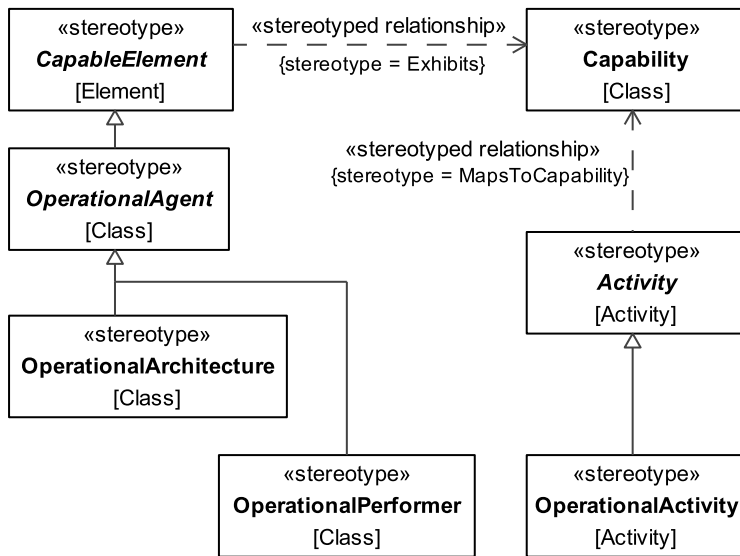 «stereotype»
CapableElement
[Element]
«stereotyped relationship»
{stereotype = Exhibits}
«stereotype»
Capability
[Class]
«stereotyped relationship»
{stereotype = MapsToCapability}
«stereotype»
OperationalAgent
[Class]
«stereotype»
Activity
[Activity]
«stereotype»
OperationalArchitecture
[Class]
«stereotype»
OperationalPerformer
[Class]
«stereotype»
OperationalActivity
[Activity]